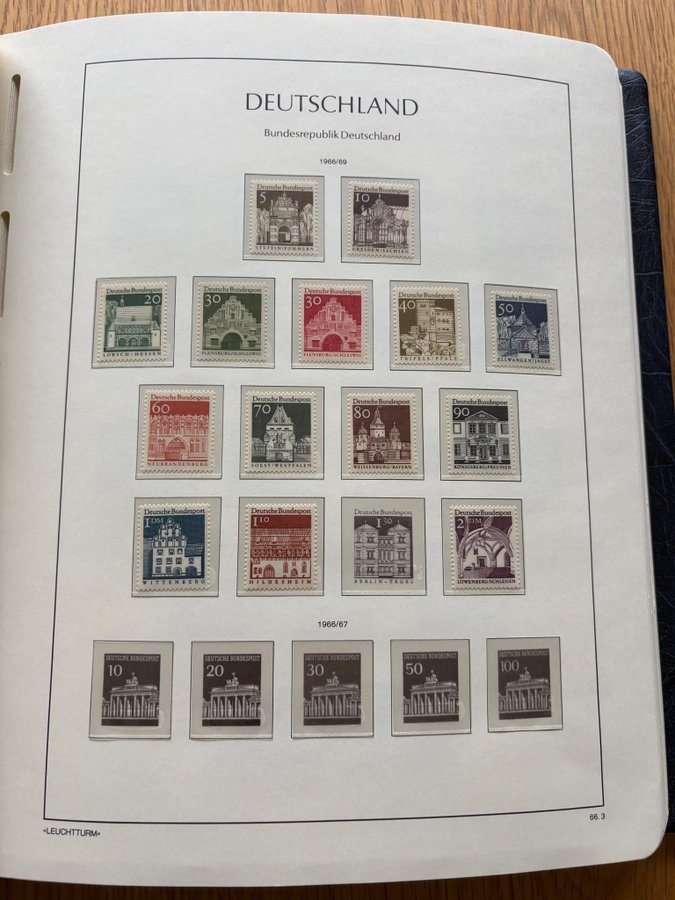 DEUTSCHLAND
Bundesrepublik Deutschland
1966/69
Deutsche Bundespost
5
STETTIN/POMMERN
Deutsche Bundespost
10
DRESDEN/SACHSEN
Deutsche Bundespost
20
LORSCH/HESSEN
Deutsche Bundespost
30
FLENSBURG/SCHLESWIG
Deutsche Bundespost
30
FLENSBURG/SCHLESWIG
Deutsche Bundespost
40
TRIFELS/PFALZ
Deutsche Bundespost
50
ELLWANGEN/JAGST
Deutsche Bundespost
60
NEUBRANDENBURG
Deutsche Bundespost
70
SOEST/WESTFALEN
Deutsche Bundespost
80
WEISSENBURG/BAYERN
Deutsche Bundespost
90
KÖNIGSBERG/PREUSSEN
Deutsche Bundespost
1DM
WITTENBERG
Deutsche Bundespost
1 10
HILDESHEIM
Deutsche Bundespost
1 30
BERLIN-TEGEL
Deutsche Bundespost
2DM
LÖWENBERG/SCHLESIEN
1966/67
DEUTSCHE BUNDESPOST
10
DEUTSCHE BUNDESPOST
20
DEUTSCHE BUNDESPOST
30
DEUTSCHE BUNDESPOST
50
DEUTSCHE BUNDESPOST
100
»LEUCHTTURM«
66.3